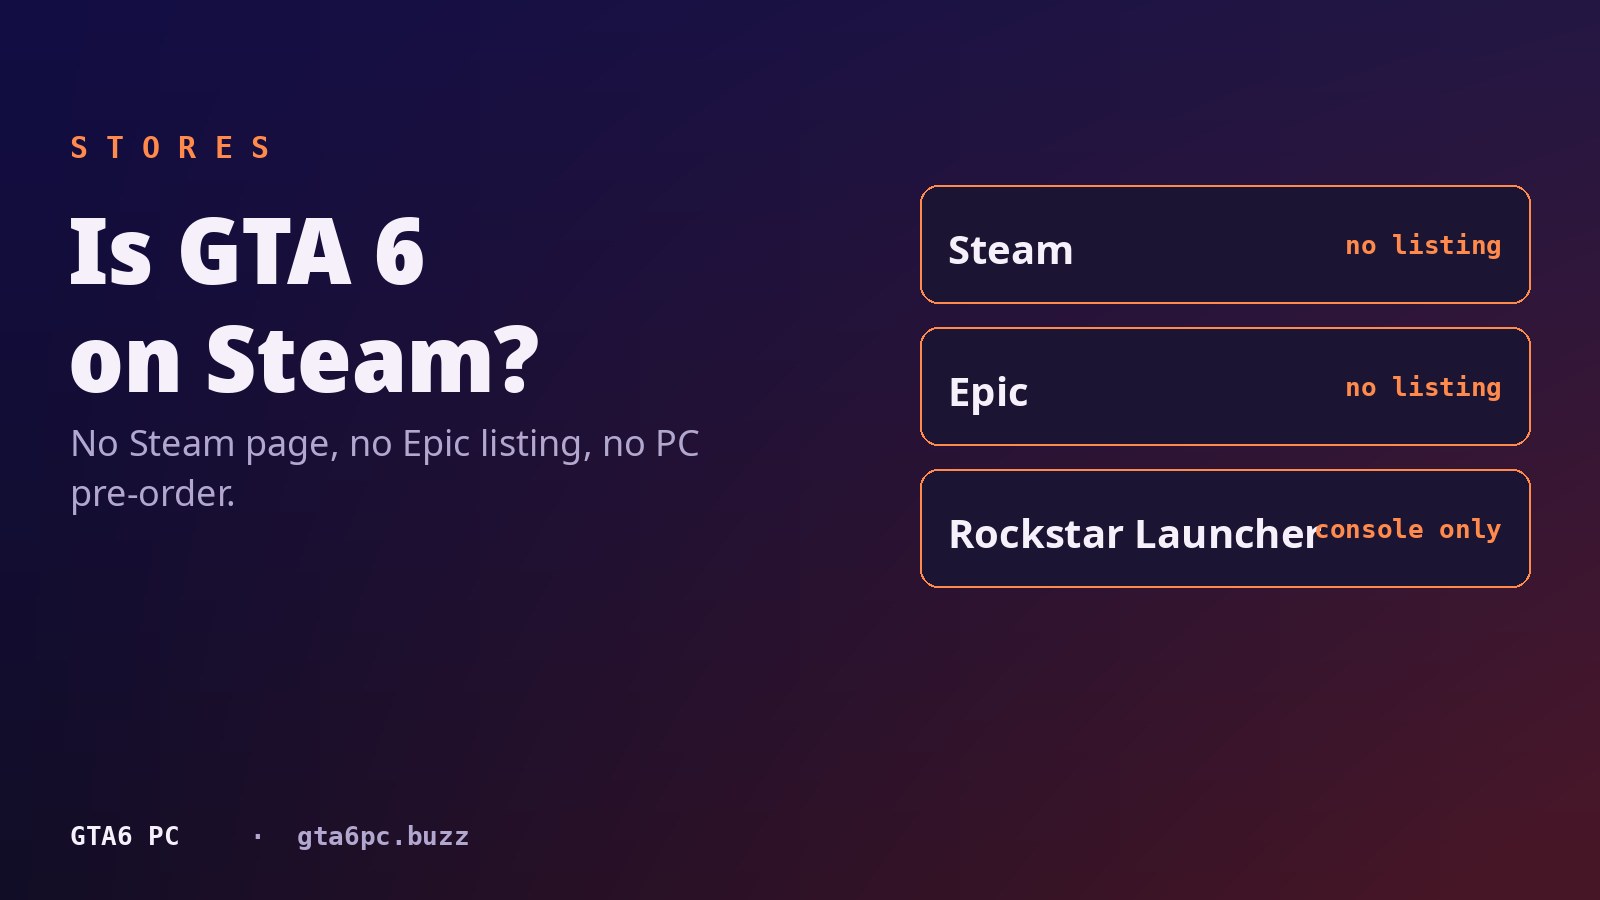 STORES
Is GTA 6
on Steam?
No Steam page, no Epic listing, no PC
pre-order.
Steam no listing
Epic no listing
Rockstar Launcher console only
GTA6 PC · gta6pc.buzz